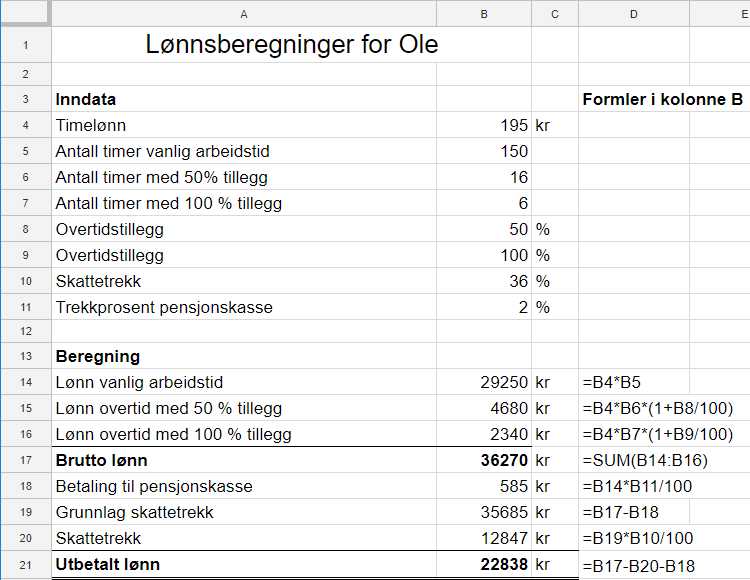 A B C D E
1 Lønnsberegninger for Ole
2
3 Inndata Formler i kolonne B
4 Timelønn 195 kr
5 Antall timer vanlig arbeidstid 150
6 Antall timer med 50% tillegg 16
7 Antall timer med 100 % tillegg 6
8 Overtidstillegg 50 %
9 Overtidstillegg 100 %
10 Skattetrekk 36 %
11 Trekkprosent pensjonskasse 2 %
12
13 Beregning
14 Lønn vanlig arbeidstid 29250 kr =B4*B5
15 Lønn overtid med 50 % tillegg 4680 kr =B4*B6*(1+B8/100)
16 Lønn overtid med 100 % tillegg 2340 kr =B4*B7*(1+B9/100)
17 Brutto lønn 36270 kr =SUM(B14:B16)
18 Betaling til pensjonskasse 585 kr =B14*B11/100
19 Grunnlag skattetrekk 35685 kr =B17-B18
20 Skattetrekk 12847 kr =B19*B10/100
21 Utbetalt lønn 22838 kr =B17-B20-B18